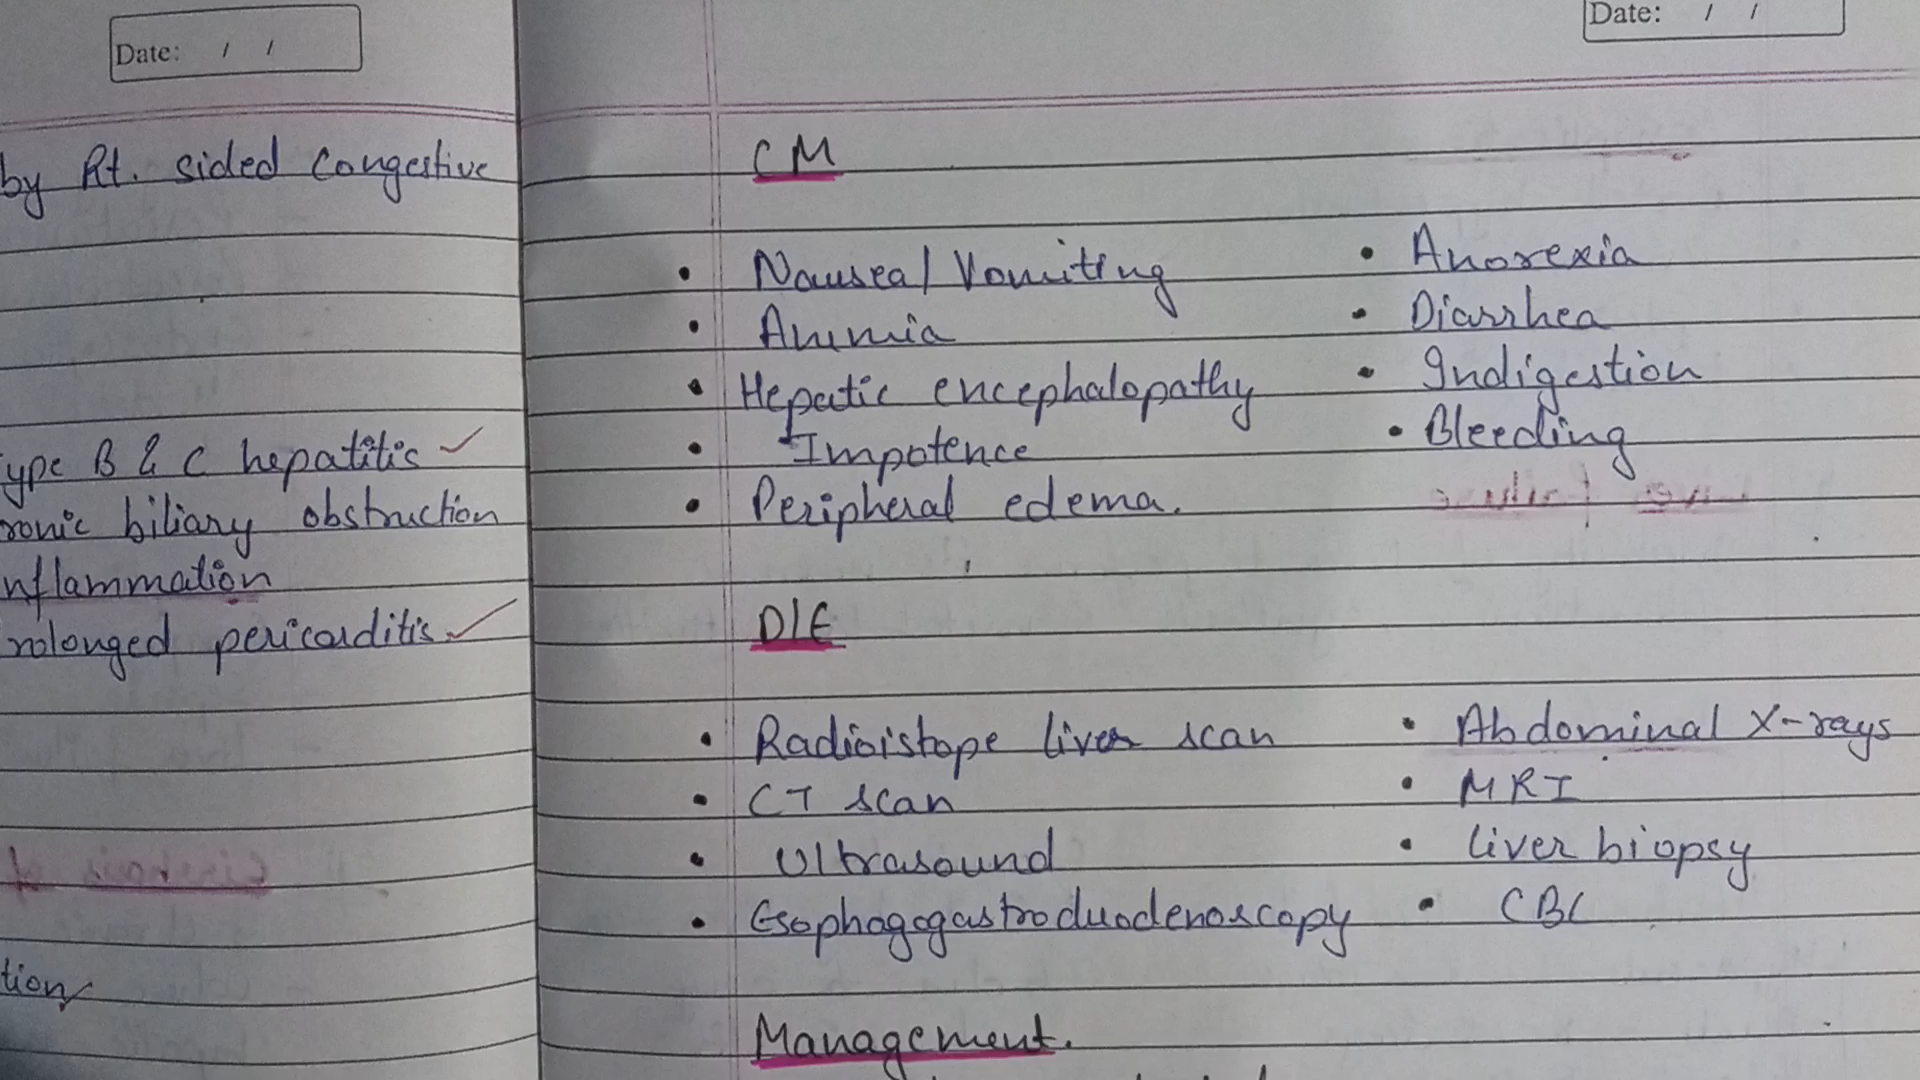 Date: / /
by Rt. sided Congestive
ype B & C hepatitis ✓
ronic biliary obstruction
nflammation
rolonged pericarditis ✓
tion
Date: / /
CM
• Nausea/Vomiting
• Anemia
• Hepatic encephalopathy
• Impotence
• Peripheral edema.
• Anorexia
• Diarrhea
• Indigestion
• Bleeding
D/E
• Radioistope liver scan
• CT scan
• Ultrasound
• Esophagogastroduodenoscopy
• Abdominal X-rays
• MRI
• liver biopsy
• CBC
Management.